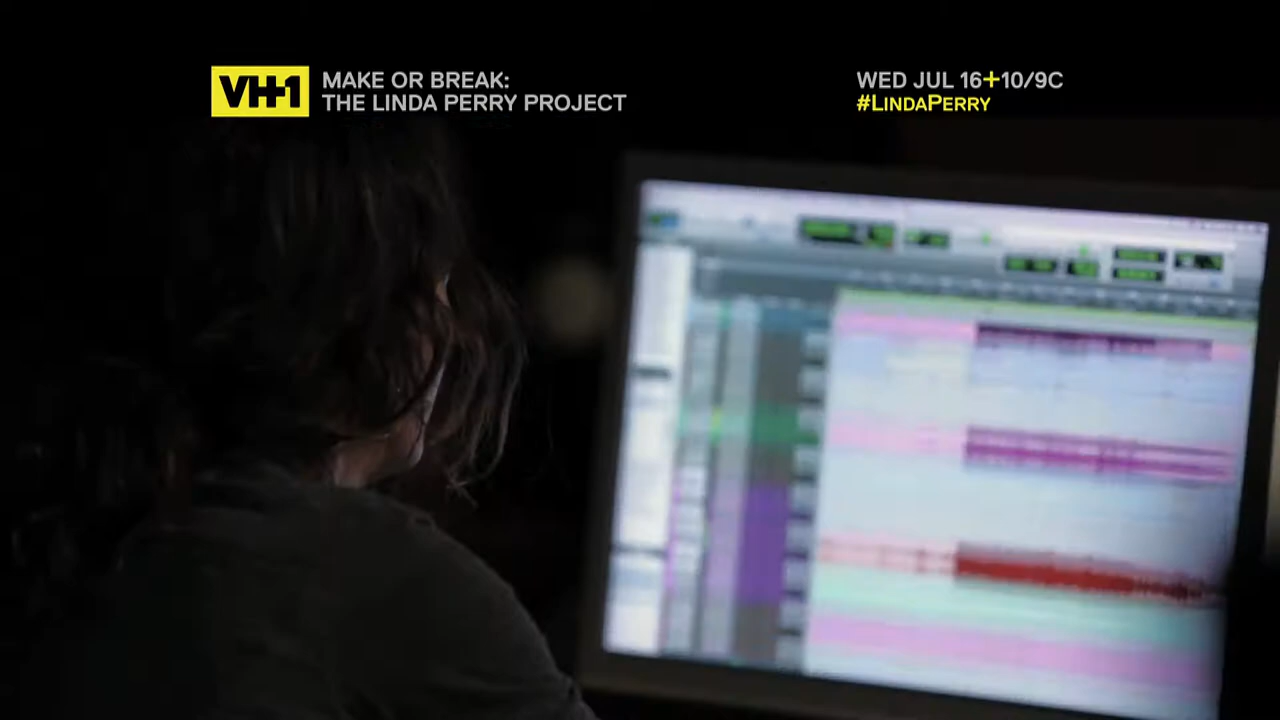 VH1
MAKE OR BREAK:
THE LINDA PERRY PROJECT
WED JUL 16+10/9C
#LINDAPERRY